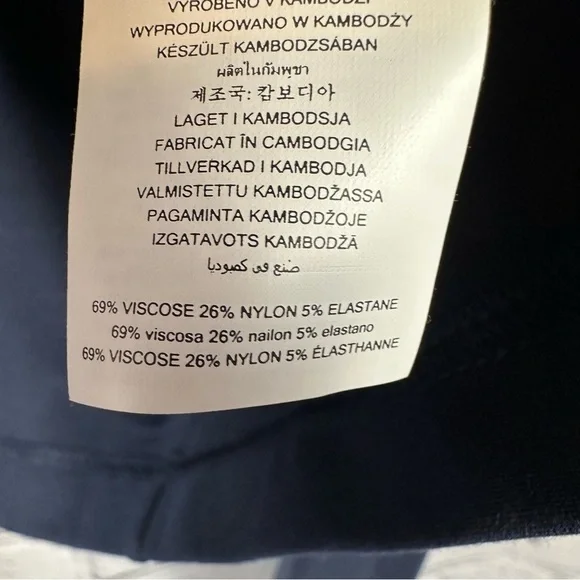 VYROBENO V KAMBODŽI
WYPRODUKOWANO W KAMBODŻY
KÉSZÜLT KAMBODZSÁBAN
ผลิตในกัมพูชา
제조국: 캄보디아
LAGET I KAMBODSJA
FABRICAT ÎN CAMBODGIA
TILLVERKAD I KAMBODJA
VALMISTETTU KAMBODŽASSA
PAGAMINTA KAMBODŽOJE
IZGATAVOTS KAMBODŽĀ
صنع في كمبوديا
69% VISCOSE 26% NYLON 5% ELASTANE
69% viscosa 26% nailon 5% elastano
69% VISCOSE 26% NYLON 5% ÉLASTHANNE